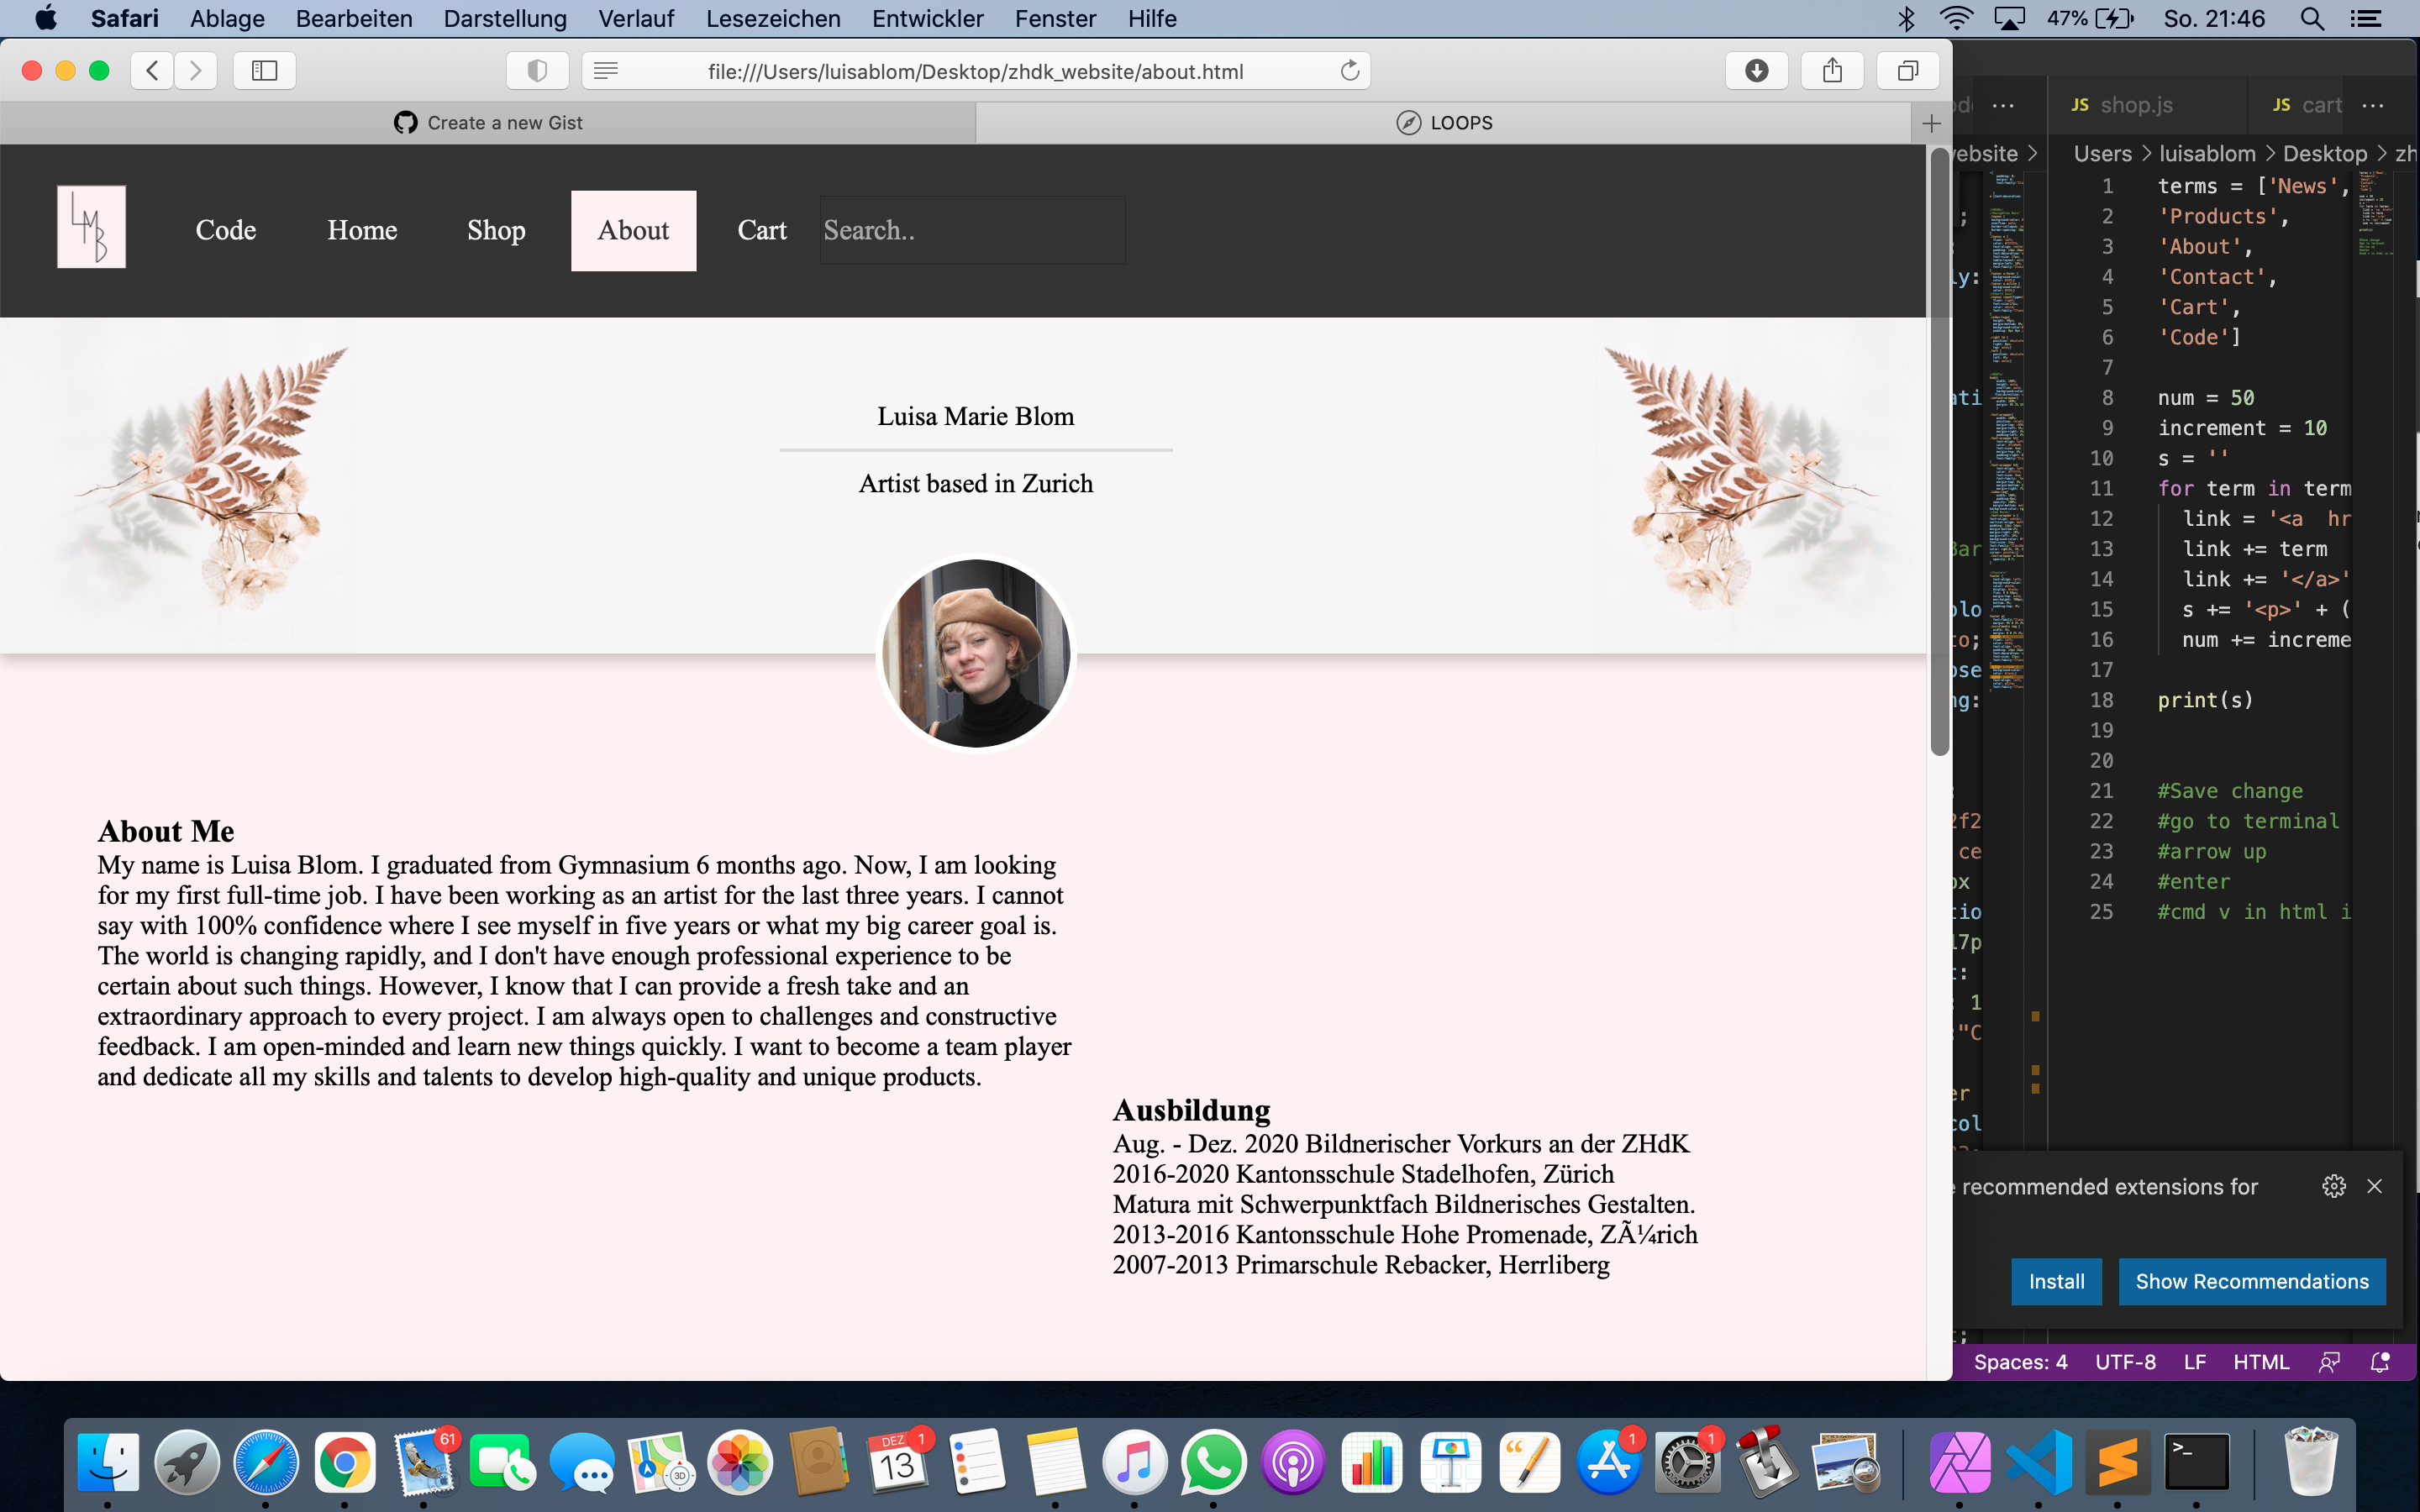 Safari Ablage Bearbeiten Darstellung Verlauf Lesezeichen Entwickler Fenster Hilfe 47% So. 21:46
file:///Users/luisablom/Desktop/zhdk_website/about.html
Create a new Gist LOOPS
LMB Code Home Shop About Cart Search..
Luisa Marie Blom
Artist based in Zurich
About Me
My name is Luisa Blom. I graduated from Gymnasium 6 months ago. Now, I am looking
for my first full-time job. I have been working as an artist for the last three years. I cannot
say with 100% confidence where I see myself in five years or what my big career goal is.
The world is changing rapidly, and I don't have enough professional experience to be
certain about such things. However, I know that I can provide a fresh take and an
extraordinary approach to every project. I am always open to challenges and constructive
feedback. I am open-minded and learn new things quickly. I want to become a team player
and dedicate all my skills and talents to develop high-quality and unique products.
Ausbildung
Aug. - Dez. 2020 Bildnerischer Vorkurs an der ZHdK
2016-2020 Kantonsschule Stadelhofen, Zürich
Matura mit Schwerpunktfach Bildnerisches Gestalten.
2013-2016 Kantonsschule Hohe Promenade, ZÃ¼rich
2007-2013 Primarschule Rebacker, Herrliberg
JS shop.js JS cart ...
ebsite > Users > luisablom > Desktop > zh
1 terms = ['News',
2 'Products',
3 'About',
4 'Contact',
5 'Cart',
6 'Code']
7
8 num = 50
9 increment = 10
10 s = ''
11 for term in term
12 link = '<a hr
13 link += term
14 link += '</a>'
15 s += '<p>' + (
16 num += increme
17
18 print(s)
19
20
21 #Save change
22 #go to terminal
23 #arrow up
24 #enter
25 #cmd v in html i
recommended extensions for
Install Show Recommendations
Spaces: 4 UTF-8 LF HTML
61 DEZ 1 13 3D 1 1